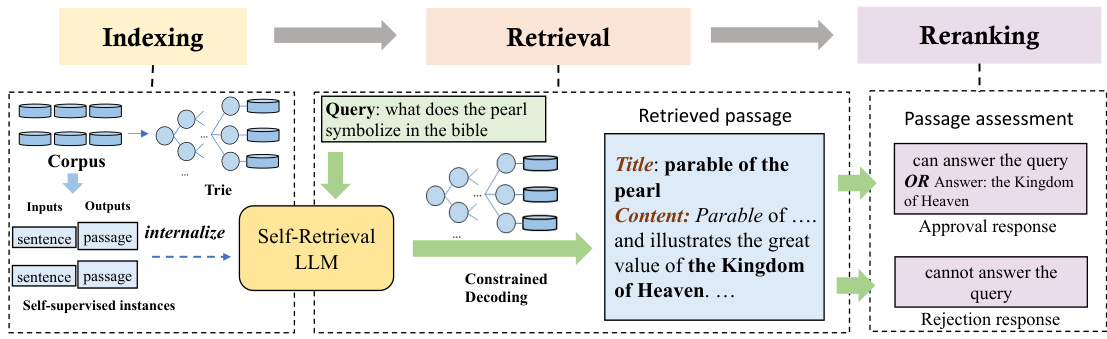 Indexing
Retrieval
Reranking
Corpus
...
...
Trie
Inputs
Outputs
sentence
passage
sentence
passage
Self-supervised instances
internalize
Self-Retrieval
LLM
Query: what does the pearl
symbolize in the bible
...
...
Constrained
Decoding
Retrieved passage
Title: parable of the
pearl
Content: Parable of ….
and illustrates the great
value of the Kingdom
of Heaven. …
Passage assessment
can answer the query
OR Answer: the Kingdom
of Heaven
Approval response
cannot answer the
query
Rejection response